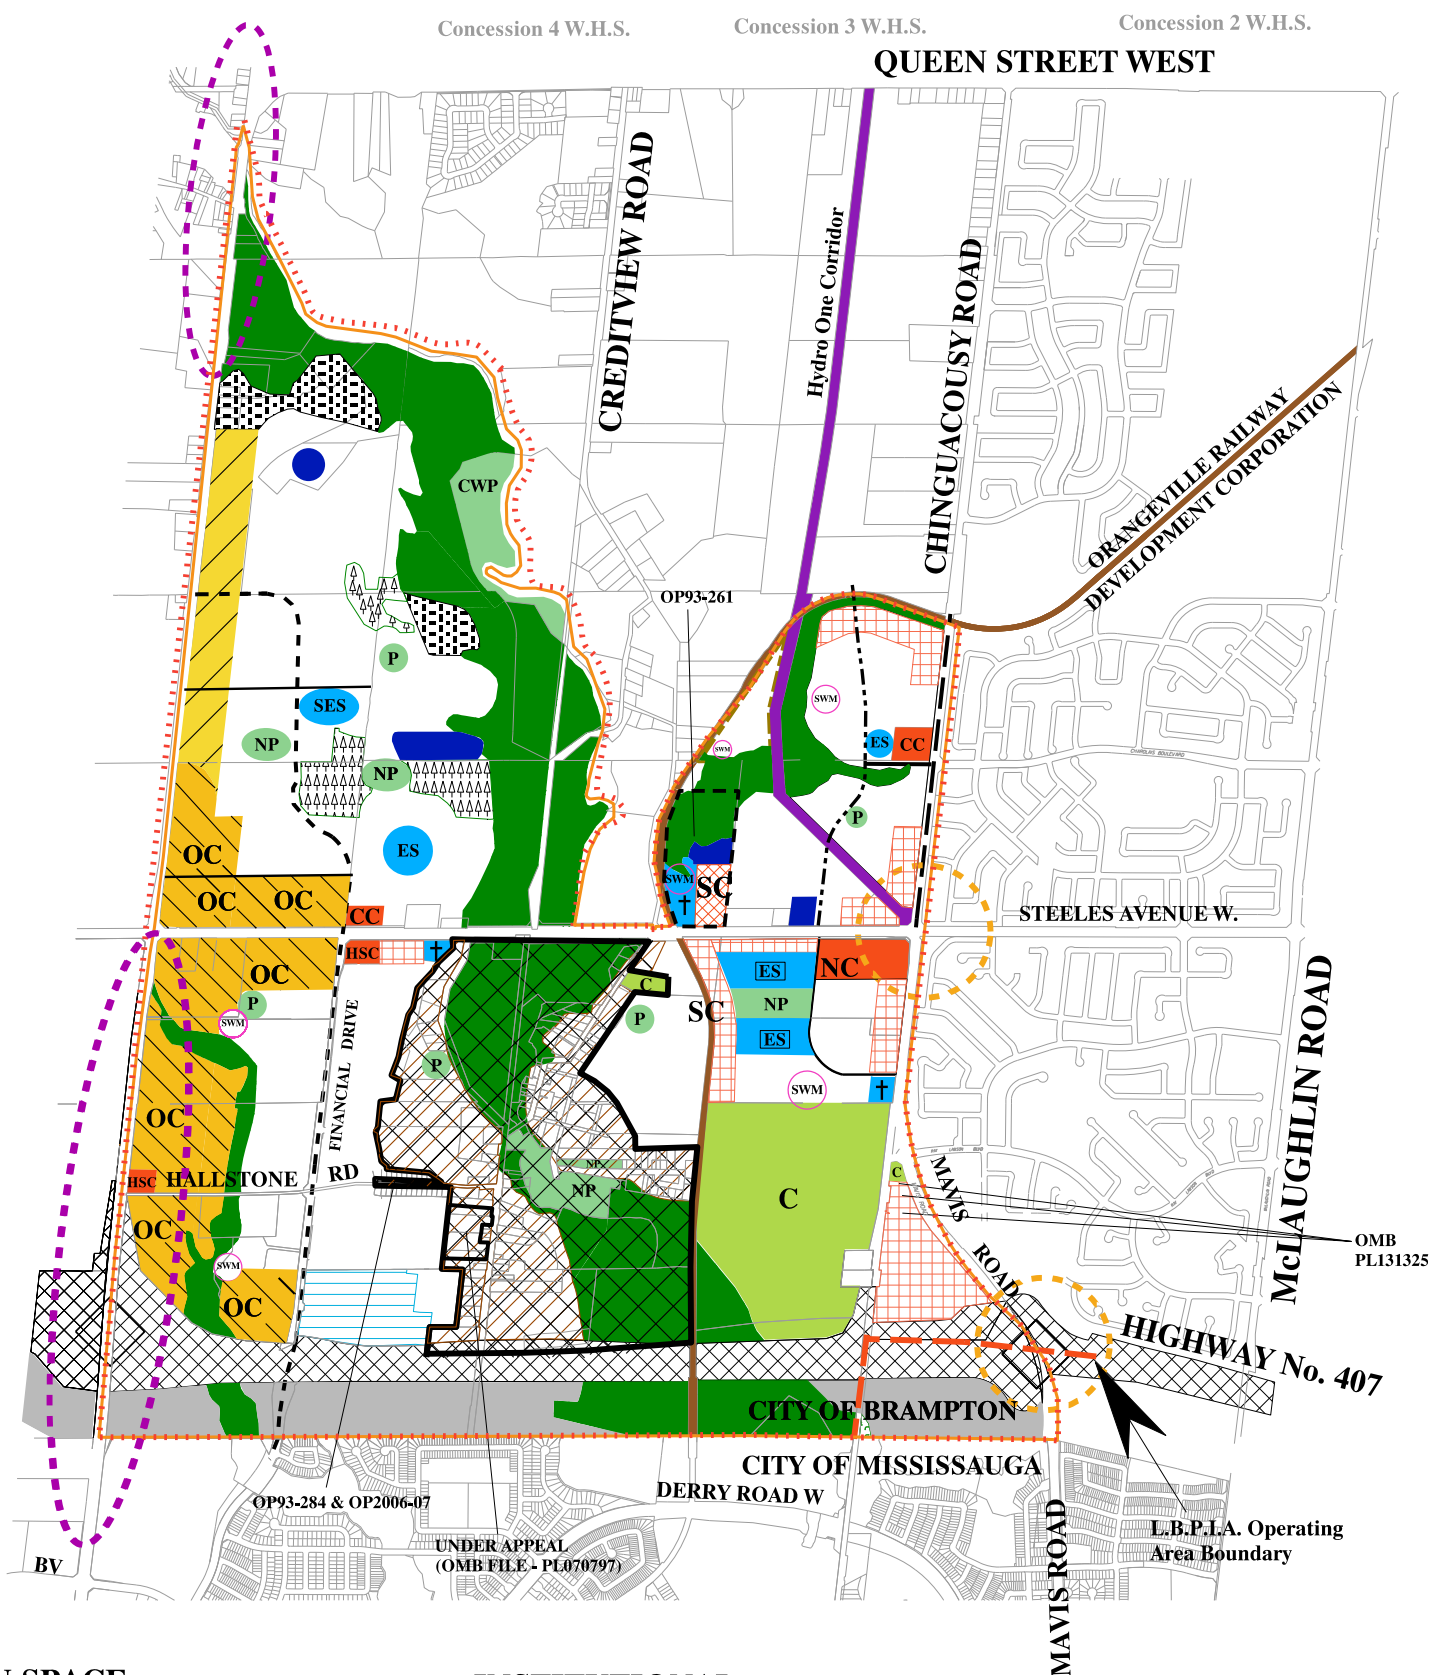 Concession 4 W.H.S.
Concession 3 W.H.S.
Concession 2 W.H.S.
QUEEN STREET WEST
CREDITVIEW ROAD
Hydro One Corridor
CHINGUACOUSY ROAD
ORANGEVILLE RAILWAY
DEVELOPMENT CORPORATION
CWP
OP93-261
P
SES
NP
NP
SWM
SWM
ES
CC
P
OC
ES
OC
OC
SWM
SC
CC
STEELES AVENUE W.
HSC
OC
ES
NC
P
SWM
C
P
NP
SC
ES
FINANCIAL DRIVE
P
SWM
OC
McLAUGHLIN ROAD
HSC
HALLSTONE
RD
NP
NP
C
C
MAVIS
ROAD
OC
OMB
PL131325
SWM
OC
HIGHWAY No. 407
CITY OF BRAMPTON
CITY OF MISSISSAUGA
DERRY ROAD W
OP93-284 & OP2006-07
UNDER APPEAL
(OMB FILE - PL070797)
L.B.P.I.A. Operating
Area Boundary
BV
MAVIS ROAD